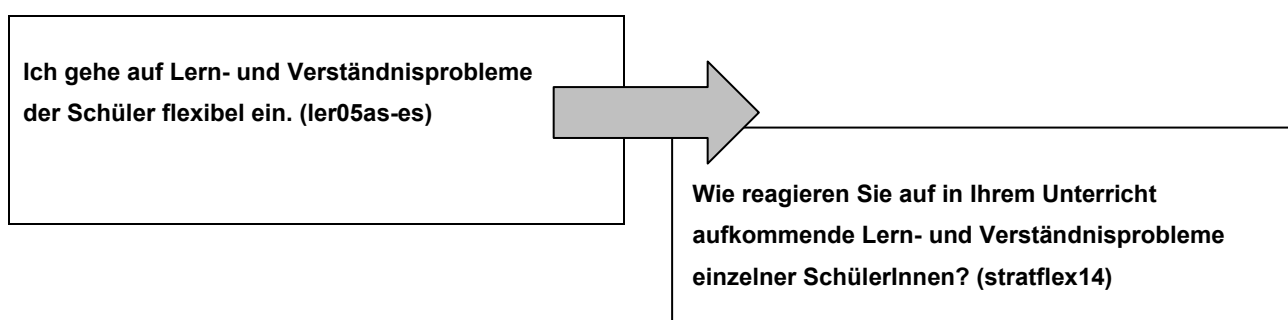 Ich gehe auf Lern- und Verständnisprobleme
der Schüler flexibel ein. (ler05as-es)
Wie reagieren Sie auf in Ihrem Unterricht
aufkommende Lern- und Verständnisprobleme
einzelner SchülerInnen? (stratflex14)